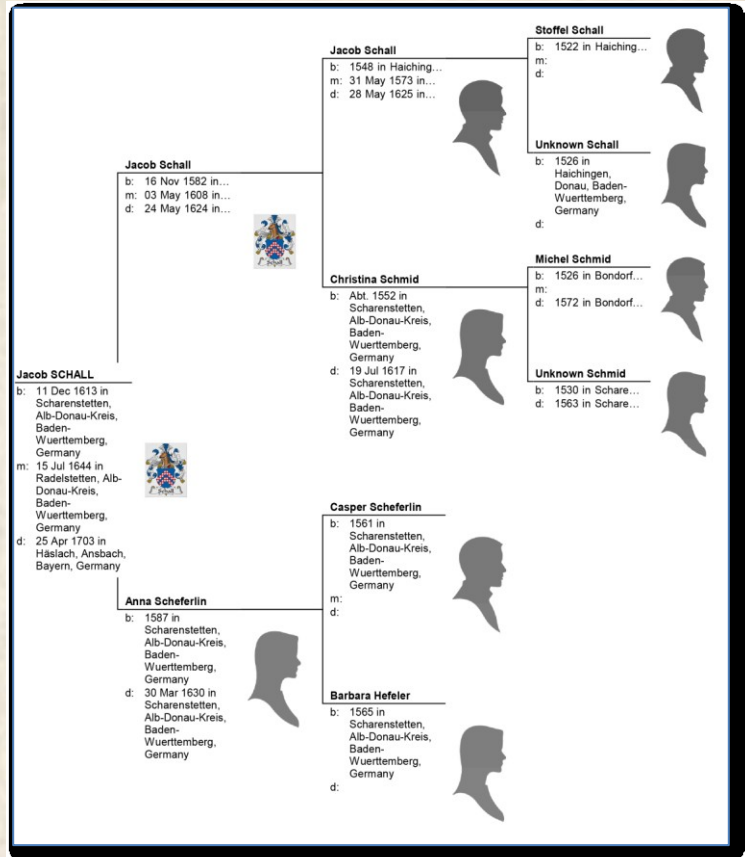 Stoffel Schall
b: 1522 in Haiching...
m:
d:
Jacob Schall
b: 1548 in Haiching...
m: 31 May 1573 in...
d: 28 May 1625 in...
Unknown Schall
b: 1526 in
Haichingen,
Donau, Baden-
Wuerttemberg,
Germany
d:
Jacob Schall
b: 16 Nov 1582 in...
m: 03 May 1608 in...
d: 24 May 1624 in...
Schall
Michel Schmid
b: 1526 in Bondorf...
m:
d: 1572 in Bondorf...
Christina Schmid
b: Abt. 1552 in
Scharenstetten,
Alb-Donau-Kreis,
Baden-
Wuerttemberg,
Germany
d: 19 Jul 1617 in
Scharenstetten,
Alb-Donau-Kreis,
Baden-
Wuerttemberg,
Germany
Unknown Schmid
b: 1530 in Schare...
d: 1563 in Schare...
Jacob SCHALL
b: 11 Dec 1613 in
Scharenstetten,
Alb-Donau-Kreis,
Baden-
Wuerttemberg,
Germany
m: 15 Jul 1644 in
Radelstetten, Alb-
Donau-Kreis,
Baden-
Wuerttemberg,
Germany
d: 25 Apr 1703 in
Häslach, Ansbach,
Bayern, Germany
Schall
Casper Scheferlin
b: 1561 in
Scharenstetten,
Alb-Donau-Kreis,
Baden-
Wuerttemberg,
Germany
m:
d:
Anna Scheferlin
b: 1587 in
Scharenstetten,
Alb-Donau-Kreis,
Baden-
Wuerttemberg,
Germany
d: 30 Mar 1630 in
Scharenstetten,
Alb-Donau-Kreis,
Baden-
Wuerttemberg,
Germany
Barbara Hefeler
b: 1565 in
Scharenstetten,
Alb-Donau-Kreis,
Baden-
Wuerttemberg,
Germany
d: